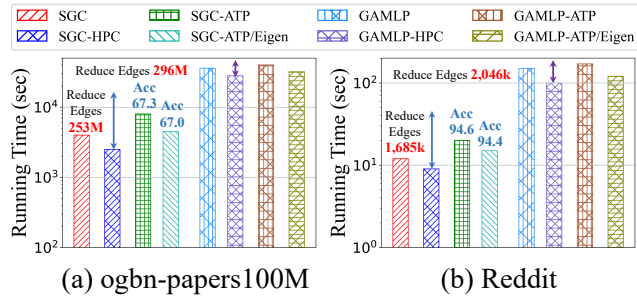 SGC SGC-ATP GAMLP GAMLP-ATP
SGC-HPC SGC-ATP/Eigen GAMLP-HPC GAMLP-ATP/Eigen
Running Time (sec)
10^4
10^3
10^2
Reduce Edges 296M
Reduce
Edges
253M
Acc
67.3
Acc
67.0
(a) ogbn-papers100M
Running Time (sec)
10^2
10^1
10^0
Reduce Edges 2,046k
Reduce
Edges
1,685k
Acc
94.6
Acc
94.4
(b) Reddit